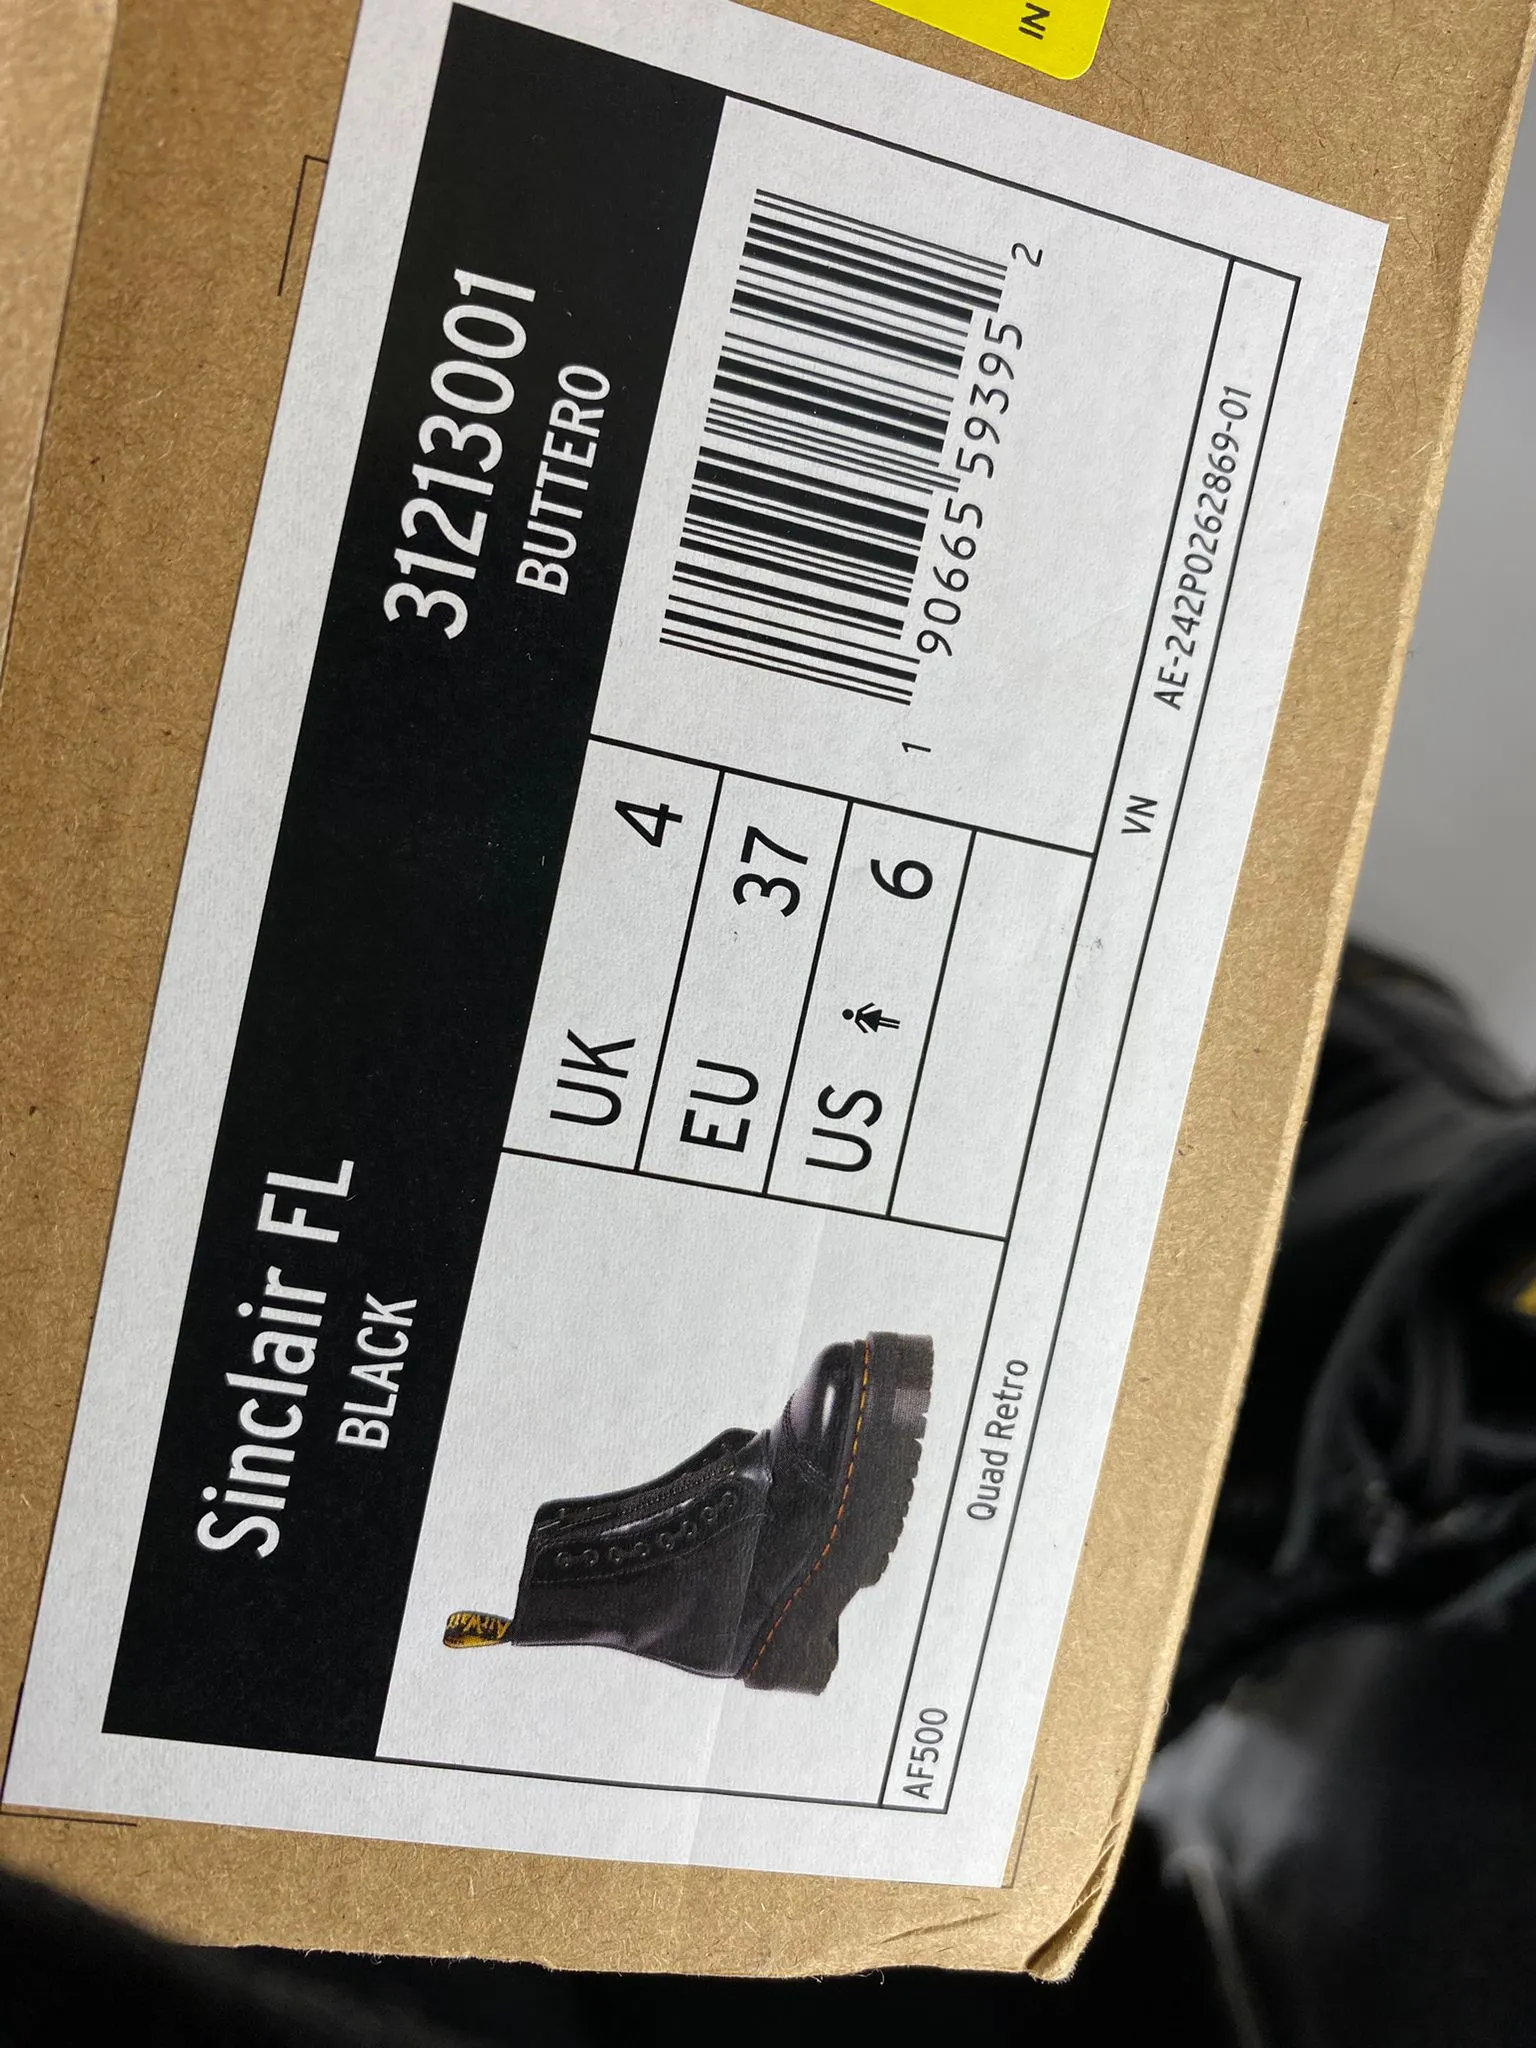 IN
Sinclair FL
31213001
BLACK
BUTTERO
UK 4
EU 37
US 6
1 90665 59395 2
AF500
Quad Retro
VN
AE-242P0262869-01